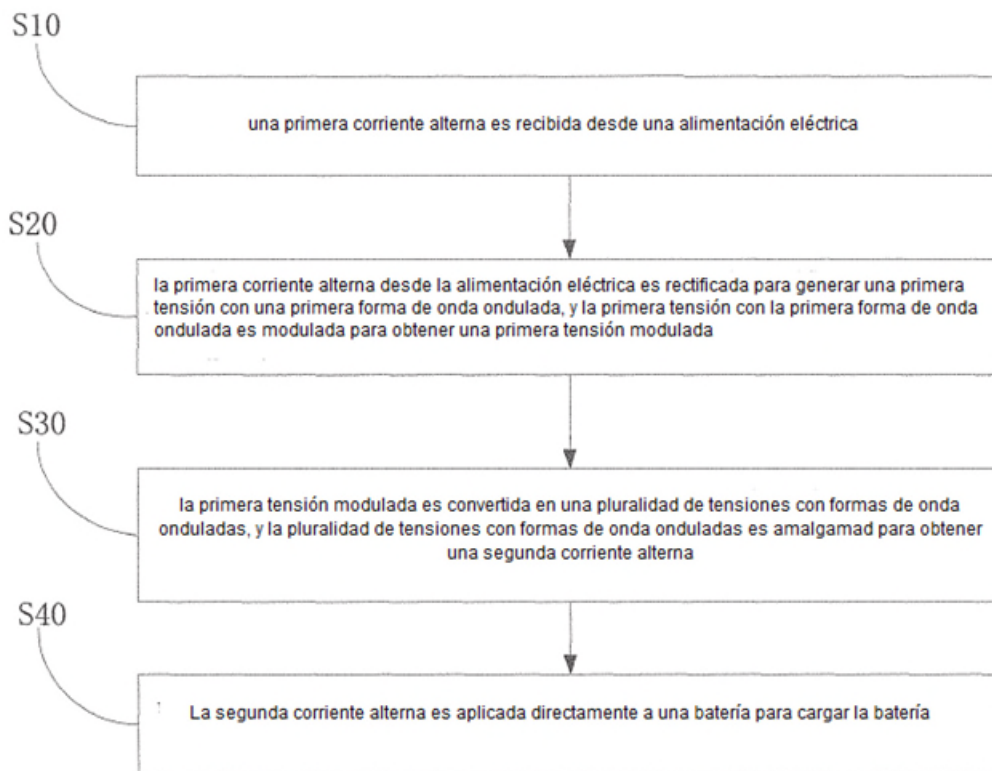 S10
una primera corriente alterna es recibida desde una alimentación eléctrica
S20
la primera corriente alterna desde la alimentación eléctrica es rectificada para generar una primera
tensión con una primera forma de onda ondulada, y la primera tensión con la primera forma de onda
ondulada es modulada para obtener una primera tensión modulada
S30
la primera tensión modulada es convertida en una pluralidad de tensiones con formas de onda
onduladas, y la pluralidad de tensiones con formas de onda onduladas es amalgamad para obtener
una segunda corriente alterna
S40
La segunda corriente alterna es aplicada directamente a una batería para cargar la batería